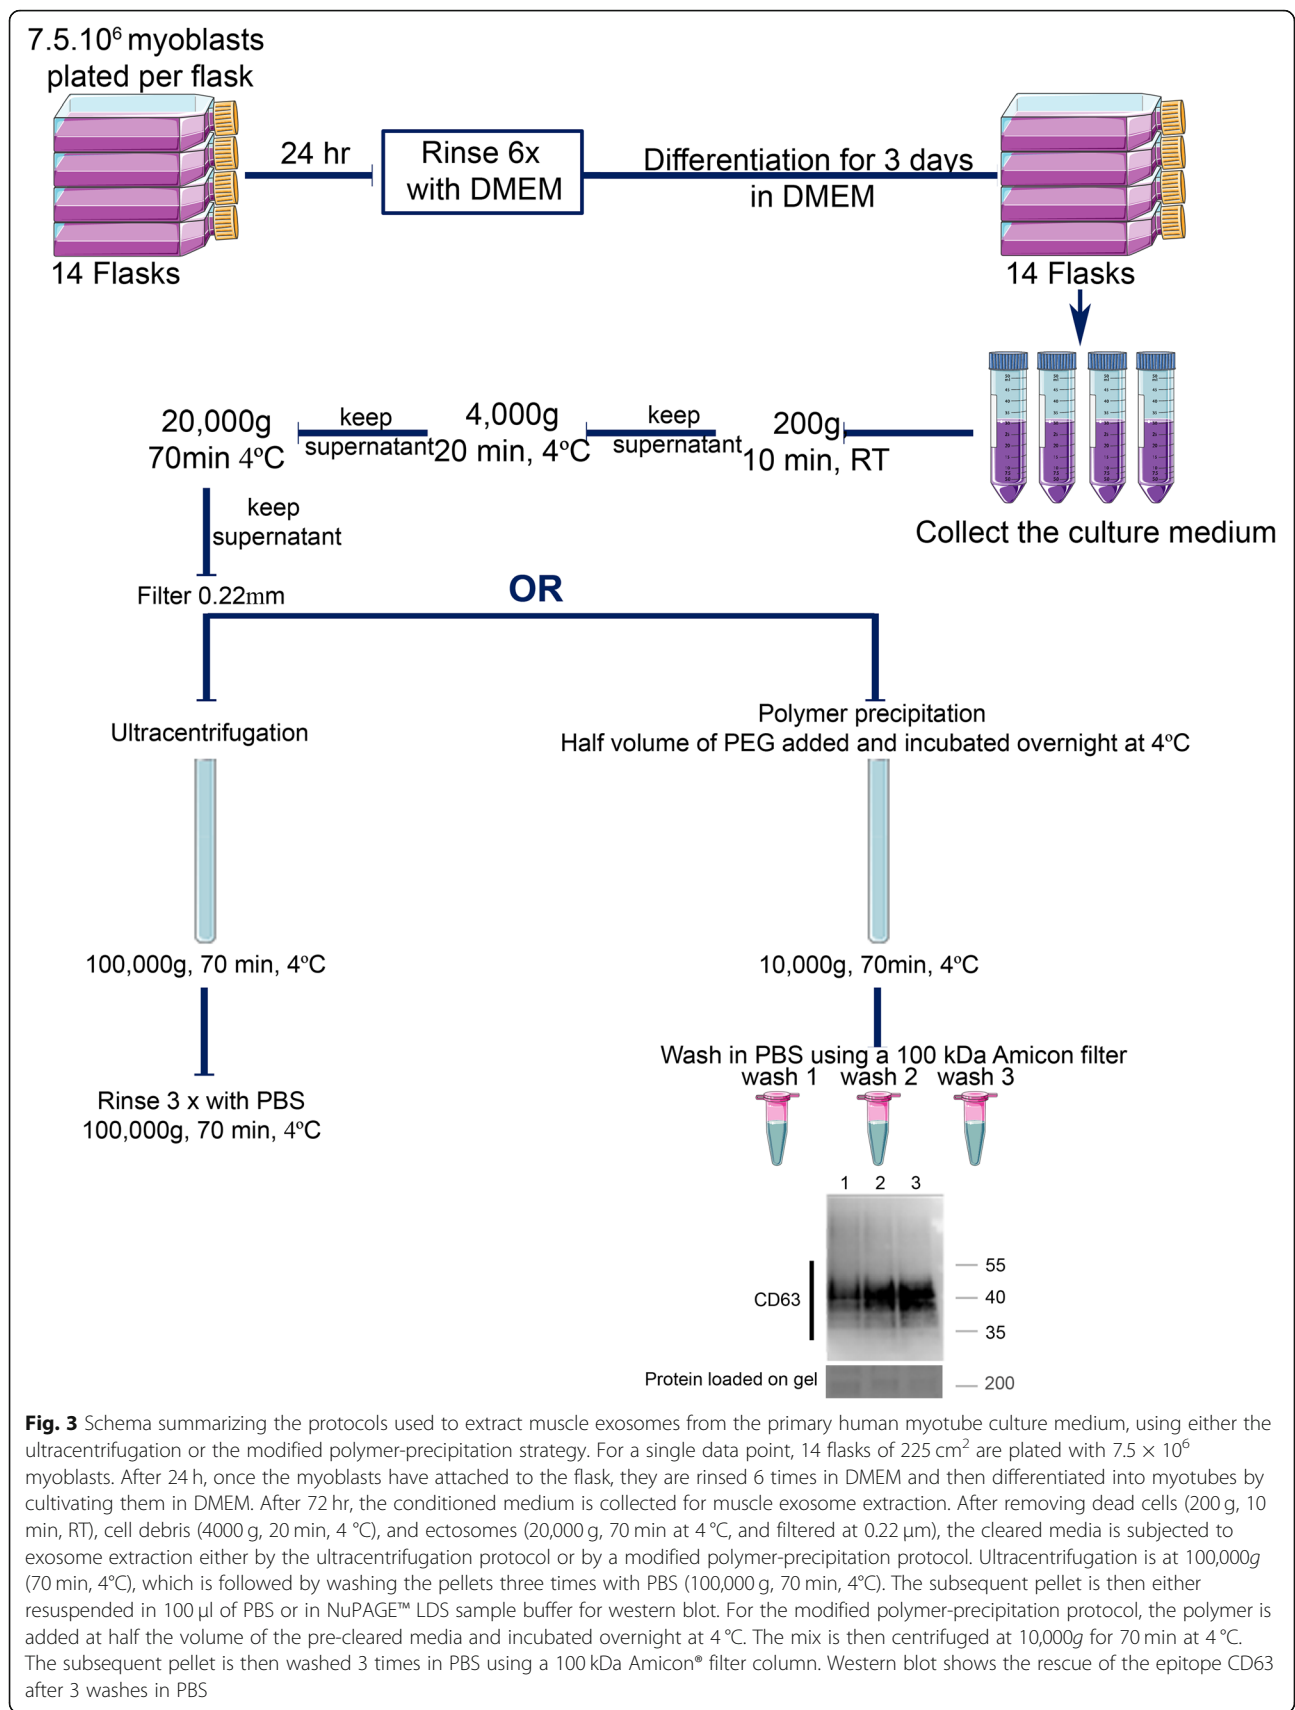 7.5.10⁶ myoblasts
plated per flask
24 hr
Rinse 6x
with DMEM
Differentiation for 3 days
in DMEM
14 Flasks
14 Flasks
20,000g
70min 4ºC
keep
supernatant
4,000g
20 min, 4ºC
keep
supernatant
200g
10 min, RT
Collect the culture medium
keep
supernatant
Filter 0.22mm
OR
Ultracentrifugation
Polymer precipitation
Half volume of PEG added and incubated overnight at 4ºC
100,000g, 70 min, 4ºC
10,000g, 70min, 4ºC
Rinse 3 x with PBS
100,000g, 70 min, 4ºC
Wash in PBS using a 100 kDa Amicon filter
wash 1 wash 2 wash 3
1 2 3
CD63
55
40
35
Protein loaded on gel
200
Fig. 3 Schema summarizing the protocols used to extract muscle exosomes from the primary human myotube culture medium, using either the
ultracentrifugation or the modified polymer-precipitation strategy. For a single data point, 14 flasks of 225 cm² are plated with 7.5 × 10⁶
myoblasts. After 24 h, once the myoblasts have attached to the flask, they are rinsed 6 times in DMEM and then differentiated into myotubes by
cultivating them in DMEM. After 72 hr, the conditioned medium is collected for muscle exosome extraction. After removing dead cells (200 g, 10
min, RT), cell debris (4000 g, 20 min, 4 °C), and ectosomes (20,000 g, 70 min at 4 °C, and filtered at 0.22 μm), the cleared media is subjected to
exosome extraction either by the ultracentrifugation protocol or by a modified polymer-precipitation protocol. Ultracentrifugation is at 100,000g
(70 min, 4°C), which is followed by washing the pellets three times with PBS (100,000 g, 70 min, 4°C). The subsequent pellet is then either
resuspended in 100 μl of PBS or in NuPAGE™ LDS sample buffer for western blot. For the modified polymer-precipitation protocol, the polymer is
added at half the volume of the pre-cleared media and incubated overnight at 4 °C. The mix is then centrifuged at 10,000g for 70 min at 4 °C.
The subsequent pellet is then washed 3 times in PBS using a 100 kDa Amicon® filter column. Western blot shows the rescue of the epitope CD63
after 3 washes in PBS